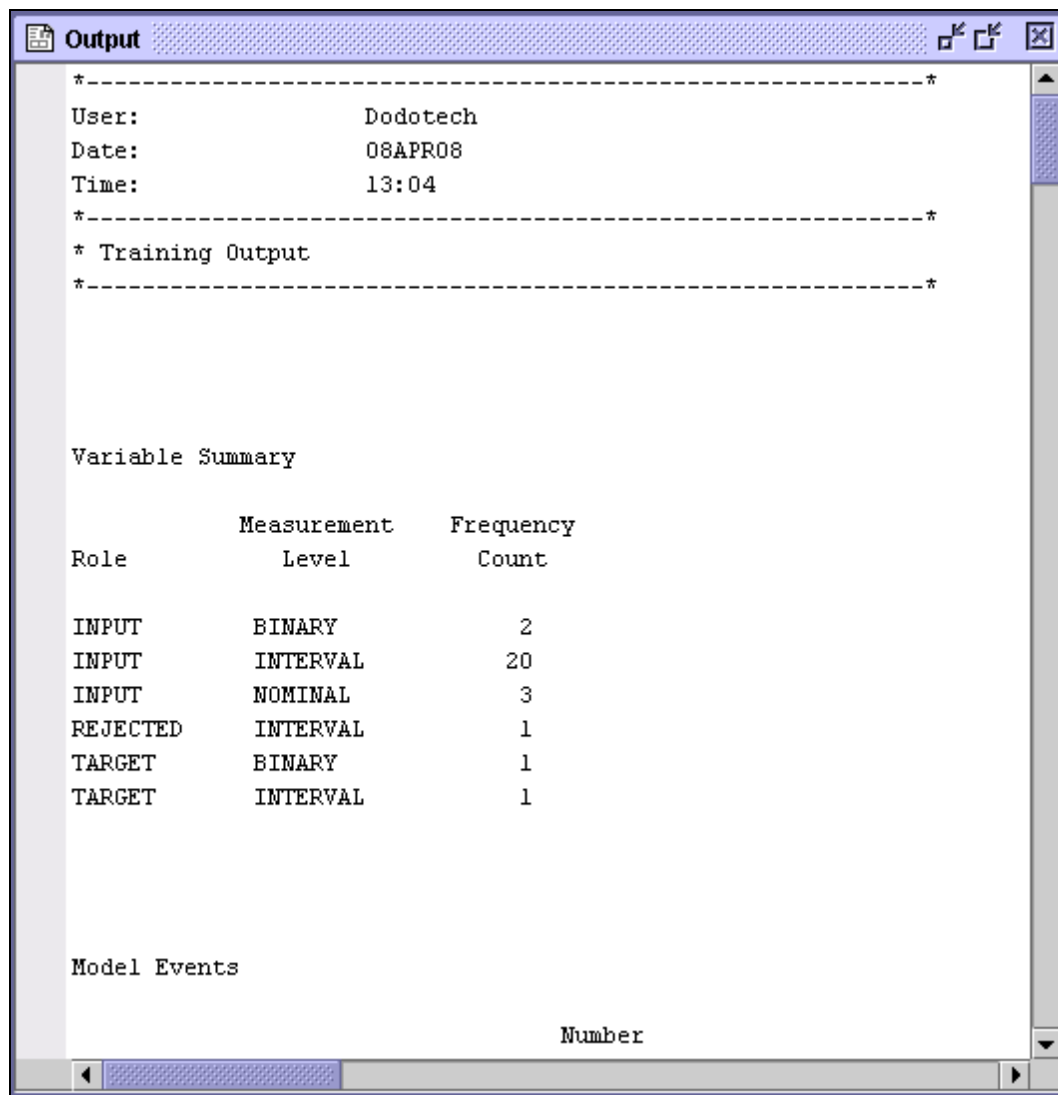 Output
*------------------------------------------------------------*
User:                Dodotech
Date:                08APR08
Time:                13:04
*------------------------------------------------------------*
* Training Output
*------------------------------------------------------------*
Variable Summary
            Measurement    Frequency
Role           Level         Count
INPUT        BINARY             2
INPUT        INTERVAL          20
INPUT        NOMINAL            3
REJECTED     INTERVAL           1
TARGET       BINARY             1
TARGET       INTERVAL           1
Model Events
                                   Number